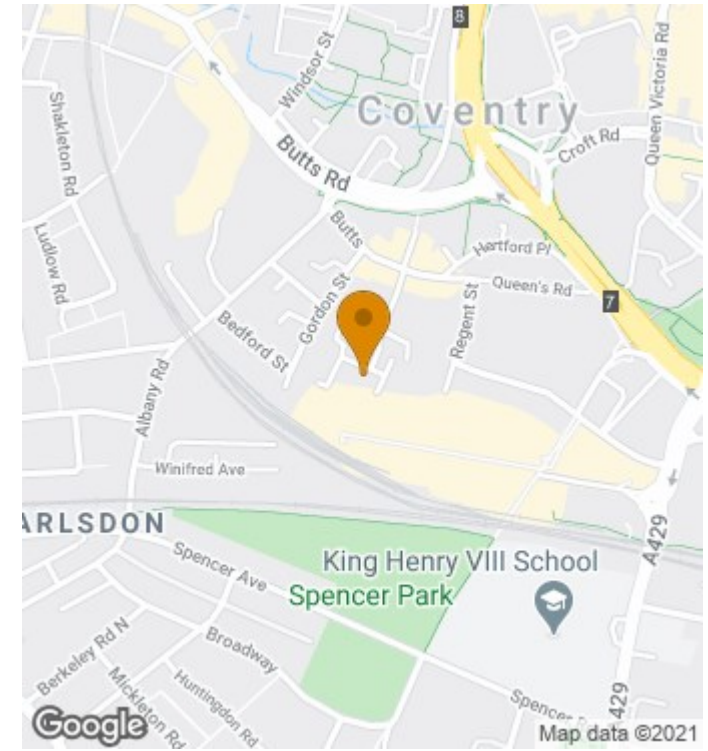 8
Windsor St
Queen Victoria Rd
Shakleton Rd
Coventry
Croft Rd
Butts Rd
Butts
Hertford Pl
Ludlow Rd
Queen's Rd
Gordon St
7
Regent St
Bedford St
Albany Rd
Winifred Ave
ARLSDON
A429
King Henry VIII School
Spencer Ave
Spencer Park
Broadway
Berkeley Rd N
Mickleton Rd
Huntingdon Rd
Spencer
429
Google
Map data ©2021